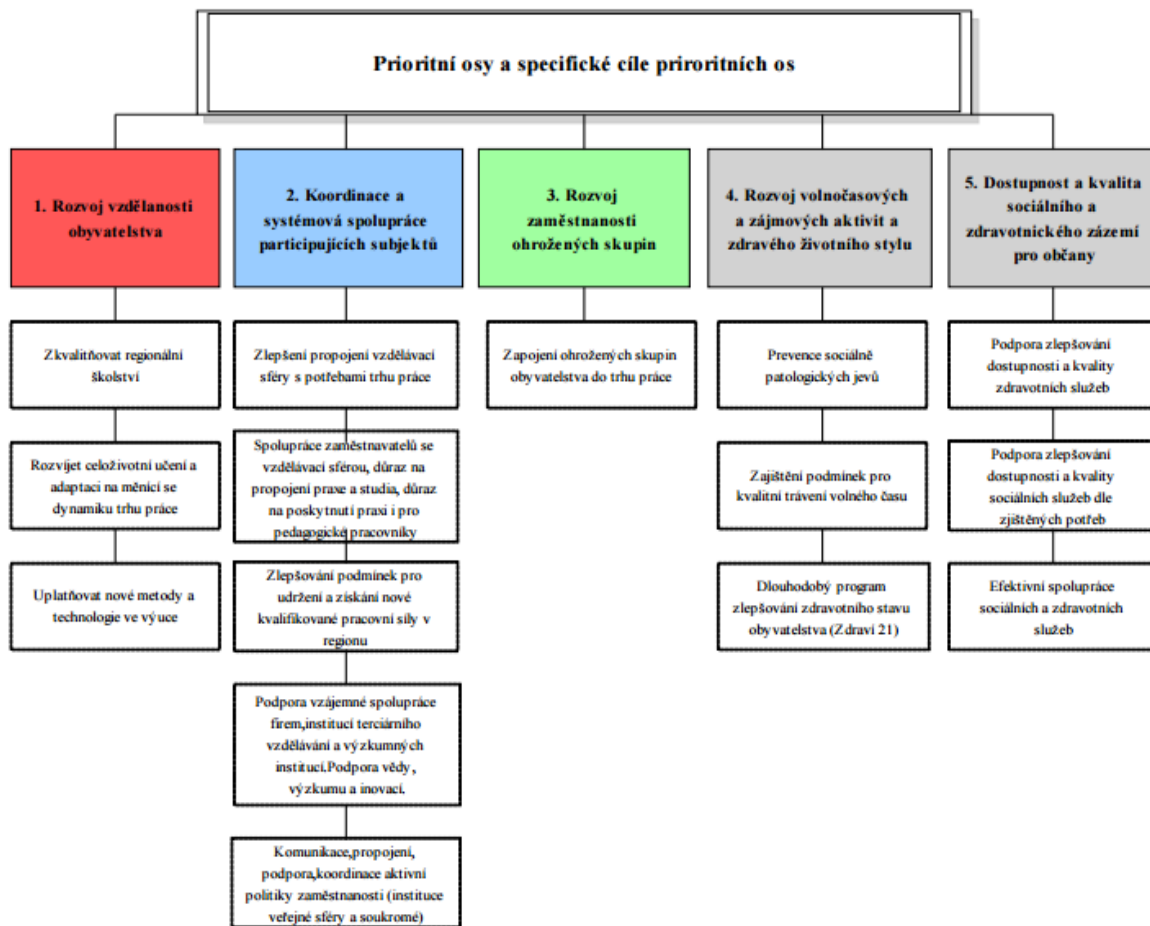 Prioritní osy a specifické cíle priroritních os
1. Rozvoj vzdělanosti
obyvatelstva
2. Koordinace a
systémová spolupráce
participujících subjektů
3. Rozvoj
zaměstnanosti
ohrožených skupin
4. Rozvoj volnočasových
a zájmových aktivit a
zdravého životního stylu
5. Dostupnost a kvalita
sociálního a
zdravotnického zázemí
pro občany
Zkvalitňovat regionální
školství
Rozvíjet celoživotní učení a
adaptaci na měnící se
dynamiku trhu práce
Uplatňovat nové metody a
technologie ve výuce
Zlepšení propojení vzdělávací
sféry s potřebami trhu práce
Spolupráce zaměstnavatelů se
vzdělávací sférou, důraz na
propojení praxe a studia, důraz
na poskytnutí praxi i pro
pedagogické pracovníky
Zlepšování podmínek pro
udržení a získání nové
kvalifikované pracovní síly v
regionu
Podpora vzájemné spolupráce
firem,institucí terciárního
vzdělávání a výzkumných
institucí.Podpora vědy,
výzkumu a inovací.
Komunikace,propojení,
podpora,koordinace aktivní
politiky zaměstnanosti (instituce
veřejné sféry a soukromé)
Zapojení ohrožených skupin
obyvatelstva do trhu práce
Prevence sociálně
patologických jevů
Zajištění podmínek pro
kvalitní trávení volného času
Dlouhodobý program
zlepšování zdravotního stavu
obyvatelstva (Zdraví 21)
Podpora zlepšování
dostupnosti a kvality
zdravotních služeb
Podpora zlepšování
dostupnosti a kvality
sociálních služeb dle
zjištěných potřeb
Efektivní spolupráce
sociálních a zdravotních
služeb